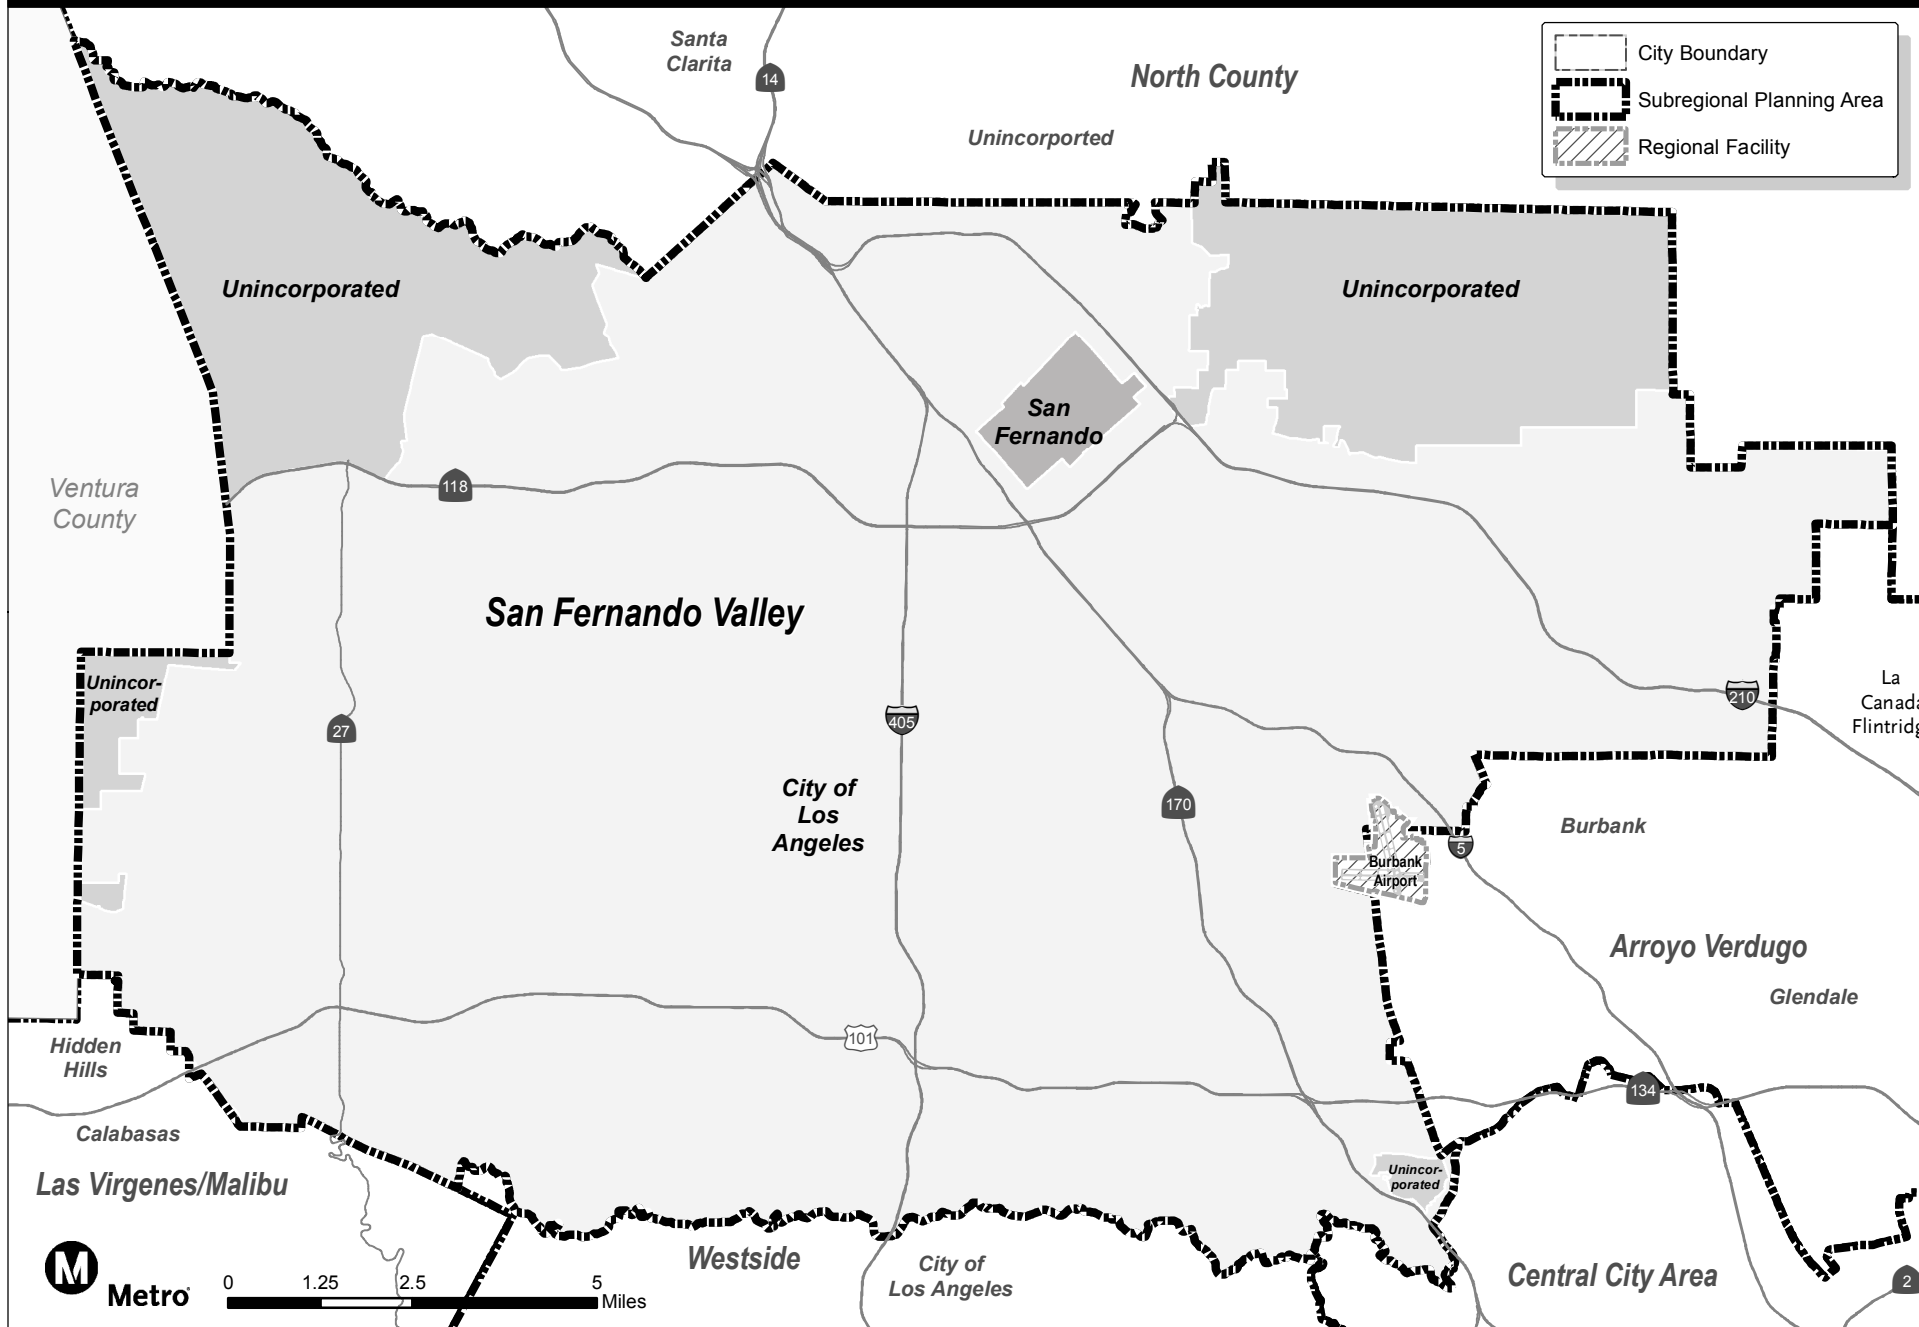 Santa
Clarita
14
North County
Unincorported
City Boundary
Subregional Planning Area
Regional Facility
Unincorporated
Unincorporated
San
Fernando
Ventura
County
118
San Fernando Valley
Unincor-
porated
27
405
210
La
Canada
Flintridg
City of
Los
Angeles
170
Burbank
5
Burbank
Airport
Arroyo Verdugo
Glendale
Hidden
Hills
101
134
Calabasas
Las Virgenes/Malibu
Unincor-
porated
Westside
City of
Los Angeles
Central City Area
2
M
Metro
0 1.25 2.5 5
Miles